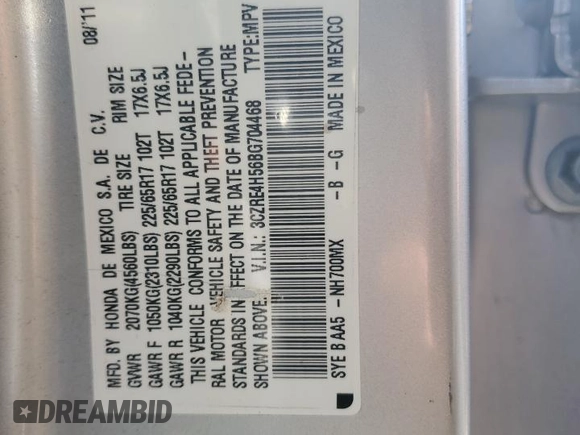 MFD. BY HONDA DE MEXICO S.A. DE C.V. 08/'11
GVWR 2070KG(4560LBS) TIRE SIZE RIM SIZE
GAWR F 1050KG(2310LBS) 225/65R17 102T 17X6.5J
GAWR R 1040KG(2290LBS) 225/65R17 102T 17X6.5J
THIS VEHICLE CONFORMS TO ALL APPLICABLE FEDE-
RAL MOTOR VEHICLE SAFETY AND THEFT PREVENTION
STANDARDS IN EFFECT ON THE DATE OF MANUFACTURE
SHOWN ABOVE. V.I.N.: 3CZRE4H56BG704468 TYPE:MPV
SYE B AA5 -NH700MX -B -G MADE IN MEXICO
DREAMBID